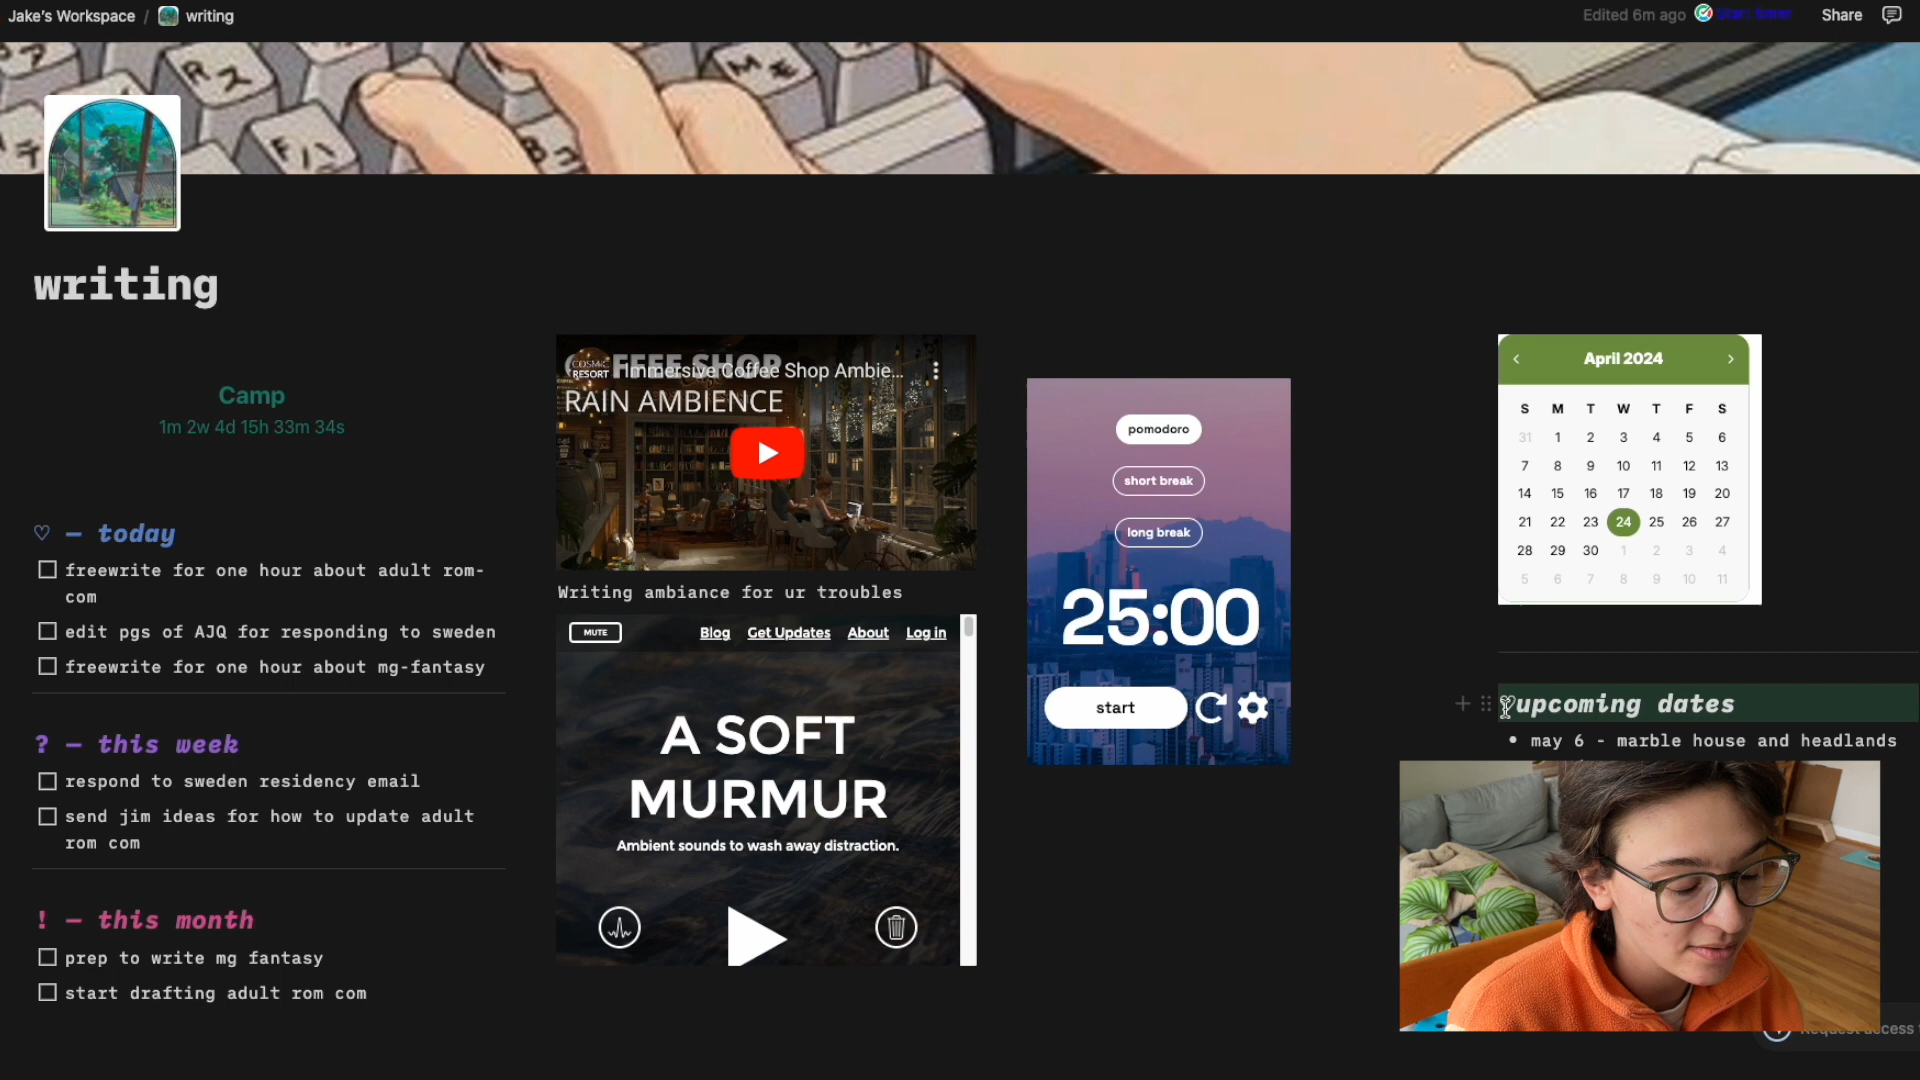 Jake's Workspace / writing
Edited 6m ago
Share
writing
Camp
1m 2w 4d 15h 33m 34s
♡ — today
freewrite for one hour about adult rom-
com
edit pgs of AJQ for responding to sweden
freewrite for one hour about mg-fantasy
? — this week
respond to sweden residency email
send jim ideas for how to update adult
rom com
! — this month
prep to write mg fantasy
start drafting adult rom com
COFFEE SHOP
COSMIC
RESORT
Immersive Coffee Shop Ambie...
RAIN AMBIENCE
Writing ambiance for ur troubles
MUTE
Blog Get Updates About Log in
A SOFT
MURMUR
Ambient sounds to wash away distraction.
pomodoro
short break
long break
25:00
start
April 2024
S M T W T F S
31 1 2 3 4 5 6
7 8 9 10 11 12 13
14 15 16 17 18 19 20
21 22 23 24 25 26 27
28 29 30 1 2 3 4
5 6 7 8 9 10 11
upcoming dates
• may 6 - marble house and headlands